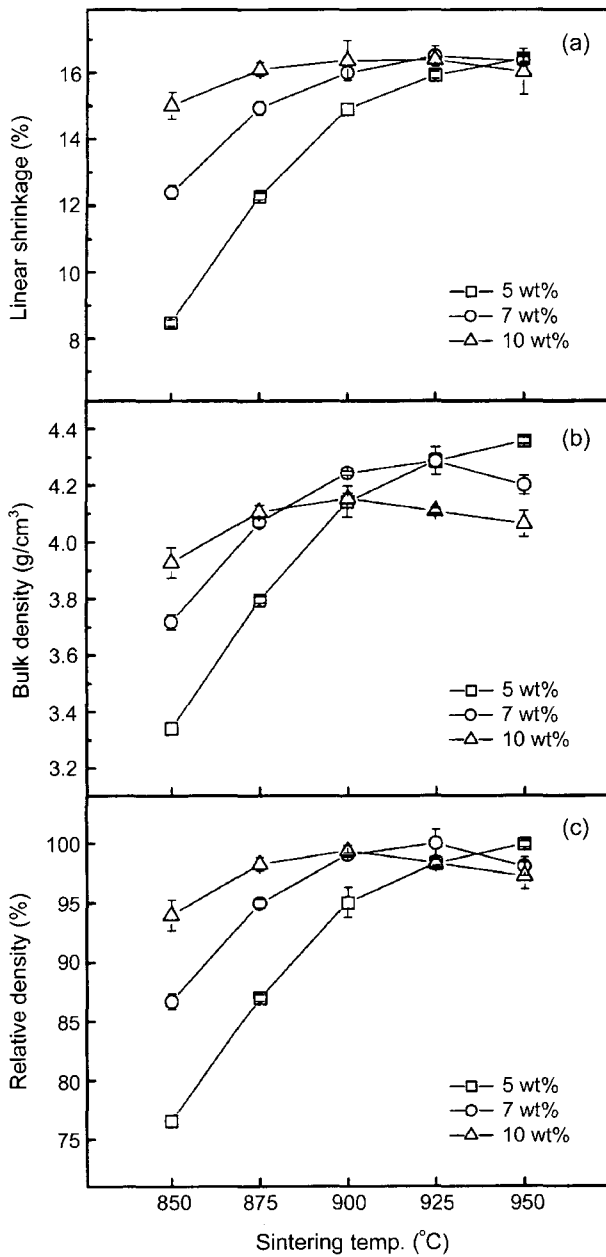 (a)
16
14
12
10
8
Linear shrinkage (%)
5 wt%
7 wt%
10 wt%
(b)
4.4
4.2
4.0
3.8
3.6
3.4
3.2
Bulk density (g/cm³)
5 wt%
7 wt%
10 wt%
(c)
100
95
90
85
80
75
Relative density (%)
5 wt%
7 wt%
10 wt%
850 875 900 925 950
Sintering temp. (°C)